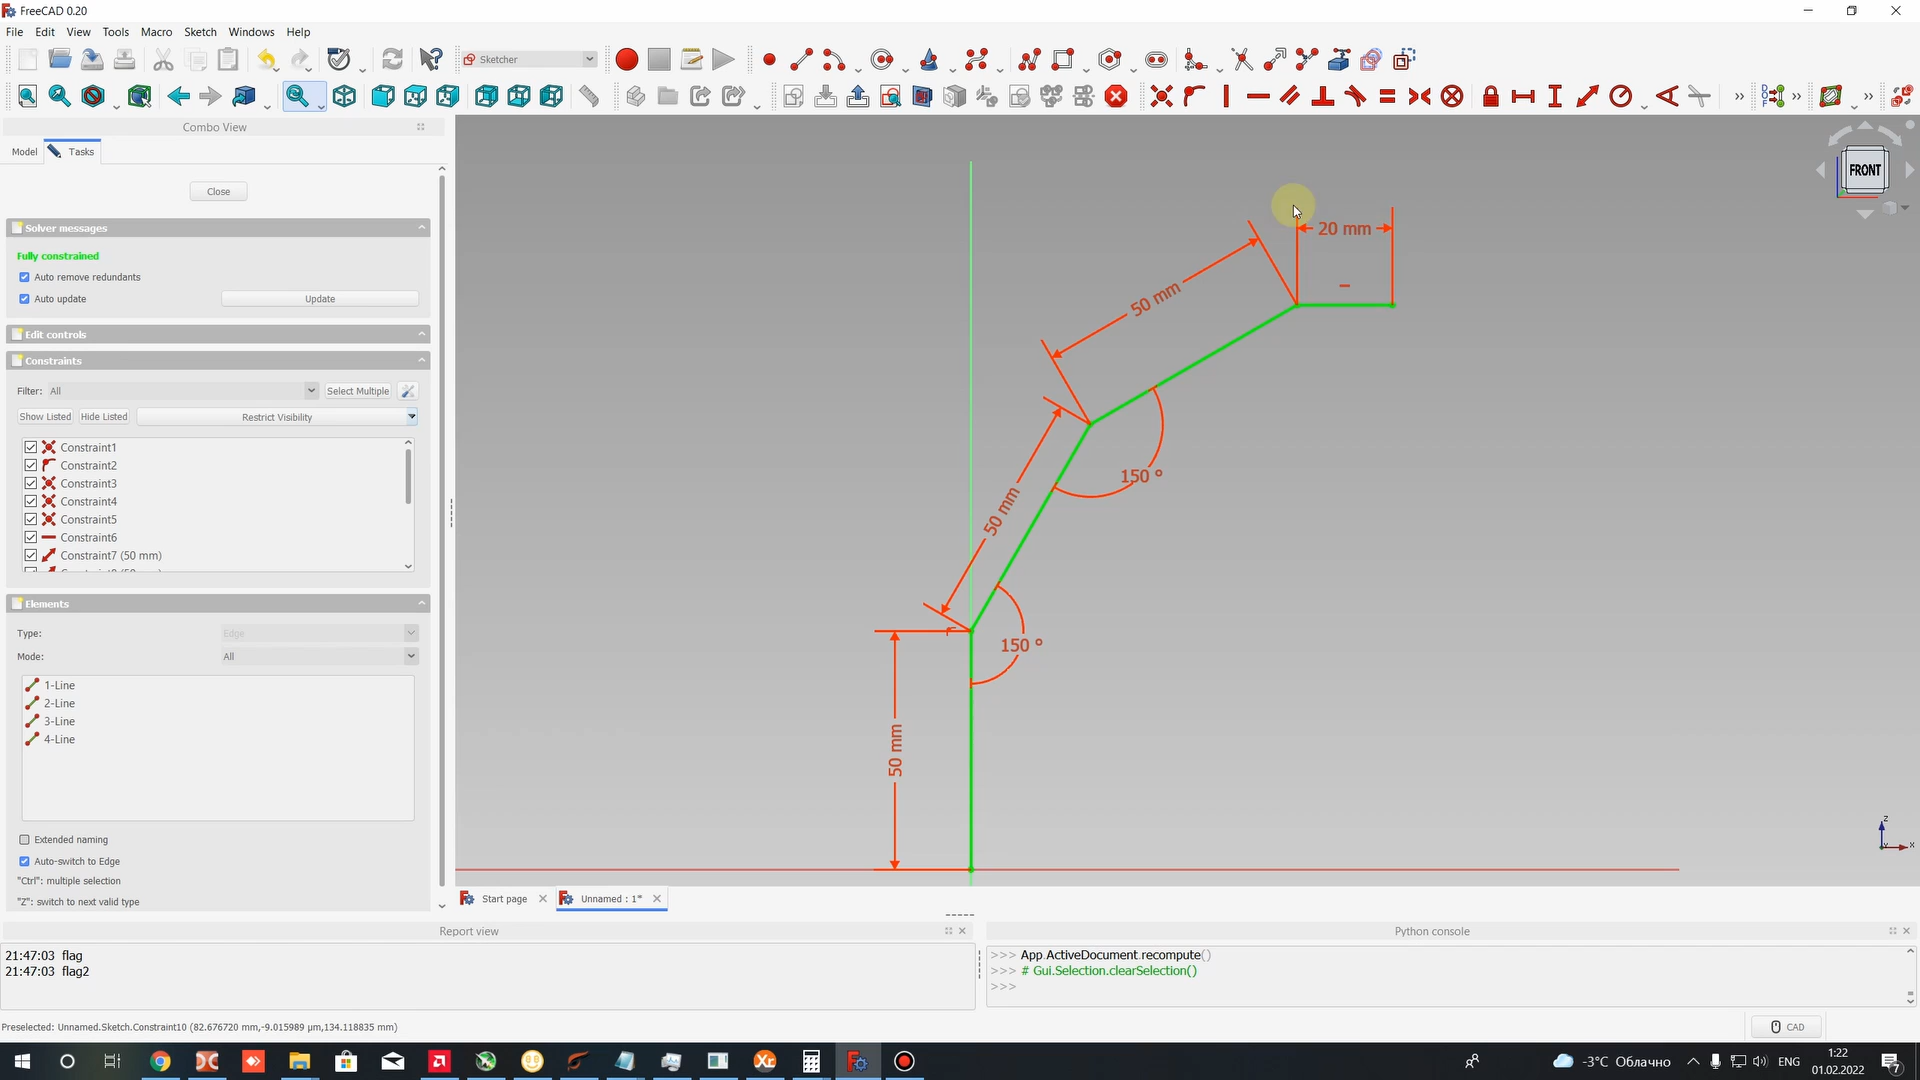 FreeCAD 0.20
File Edit View Tools Macro Sketch Windows Help
Sketcher
Combo View
Model Tasks
Close
Solver messages
Fully constrained
Auto remove redundants
Auto update Update
Edit controls
Constraints
Filter: All Select Multiple
Show Listed Hide Listed Restrict Visibility
Constraint1
Constraint2
Constraint3
Constraint4
Constraint5
Constraint6
Constraint7 (50 mm)
Elements
Type: Edge
Mode: All
1-Line
2-Line
3-Line
4-Line
Extended naming
Auto-switch to Edge
"Ctrl": multiple selection
"Z": switch to next valid type
FRONT
20 mm
50 mm
150 °
50 mm
150 °
50 mm
z
x
Start page Unnamed : 1*
Report view
21:47:03 flag
21:47:03 flag2
Python console
>>> App.ActiveDocument.recompute()
>>> # Gui.Selection.clearSelection()
>>>
Preselected: Unnamed.Sketch.Constraint10 (82.676720 mm,-9.015989 µm,134.118835 mm)
CAD
-3°C Облачно ENG 1:22
01.02.2022
7